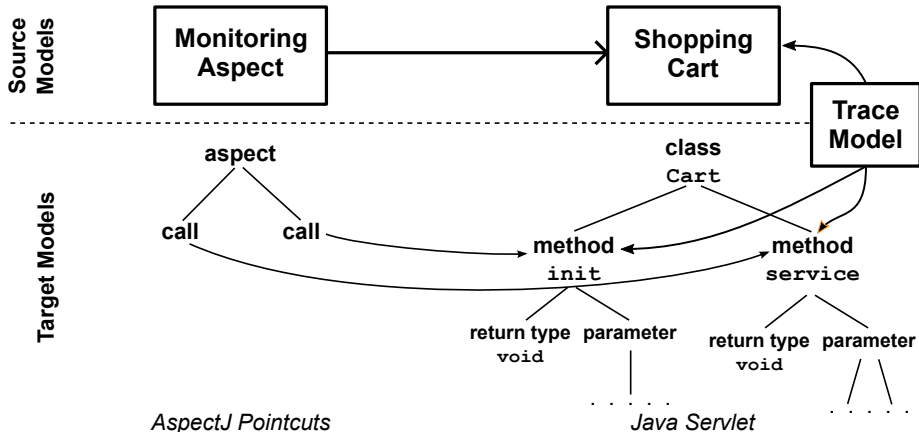 Source Models
Monitoring
Aspect
Shopping
Cart
Trace
Model
Target Models
aspect
class
Cart
call
call
method
init
method
service
return type
void
parameter
return type
void
parameter
. . . . .
. . . . .
AspectJ Pointcuts
Java Servlet